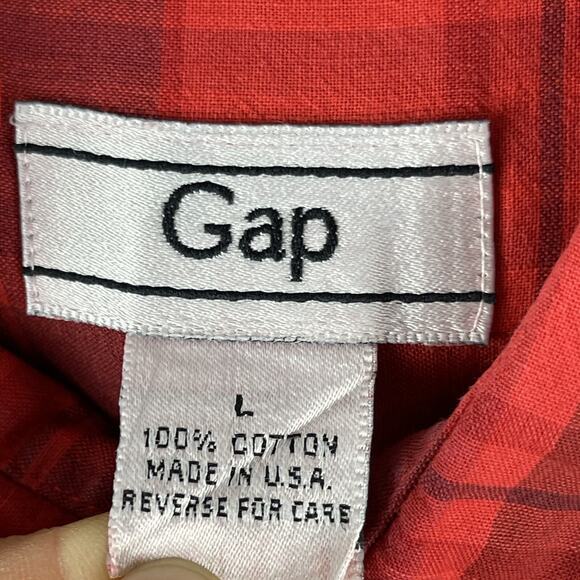 Gap
L
100% COTTON
MADE IN U.S.A.
REVERSE FOR CARE